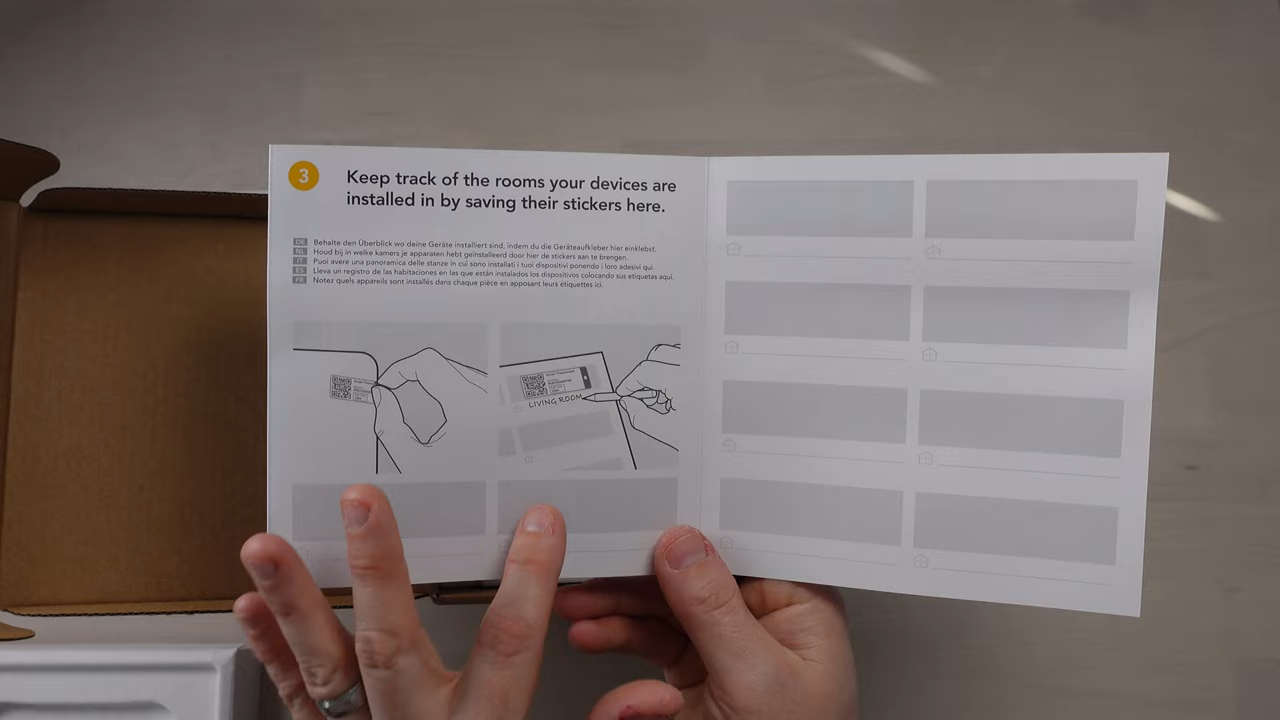 3
Keep track of the rooms your devices are
installed in by saving their stickers here.
DE Behalte den Überblick wo deine Geräte installiert sind, indem du die Geräteaufkleber hier einklebst.
NL Houd bij in welke kamers je apparaten hebt geïnstalleerd door hier de stickers aan te brengen.
IT Puoi avere una panoramica delle stanze in cui sono installati i tuoi dispositivi ponendo i loro adesivi qui.
ES Lleva un registro de las habitaciones en las que están instalados los dispositivos colocando sus etiquetas aquí.
FR Notez quels appareils sont installés dans chaque pièce en apposant leurs étiquettes ici.
LIVING ROOM